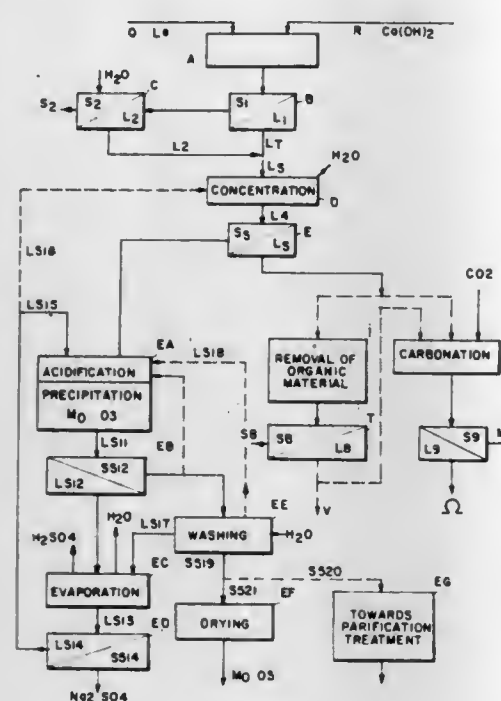 Q Le R Ca(OH)2
A
H2O C
S2 S2 L2
S1 B L1
L2 LT
LS H2O
CONCENTRATION
D
L4
S5 E L5
LS16
LS15
CO2
EA LS18
ACIDIFICATION
PRECIPITATION
MO O3
REMOVAL OF
ORGANIC
MATERIAL
i
CARBONATION
LS11 EB
SS12
LS12
S8 S8 L8 T
S9 L9
V Ω
EE
LS17 WASHING H2O
H2SO4 H2O
SS19
SS20
EC
EVAPORATION
SS21 EF
DRYING
EG
TOWARDS
PARIFICATION
TREATMENT
LS13 ED
LS14
SS14
MO O3
Na2 SO4